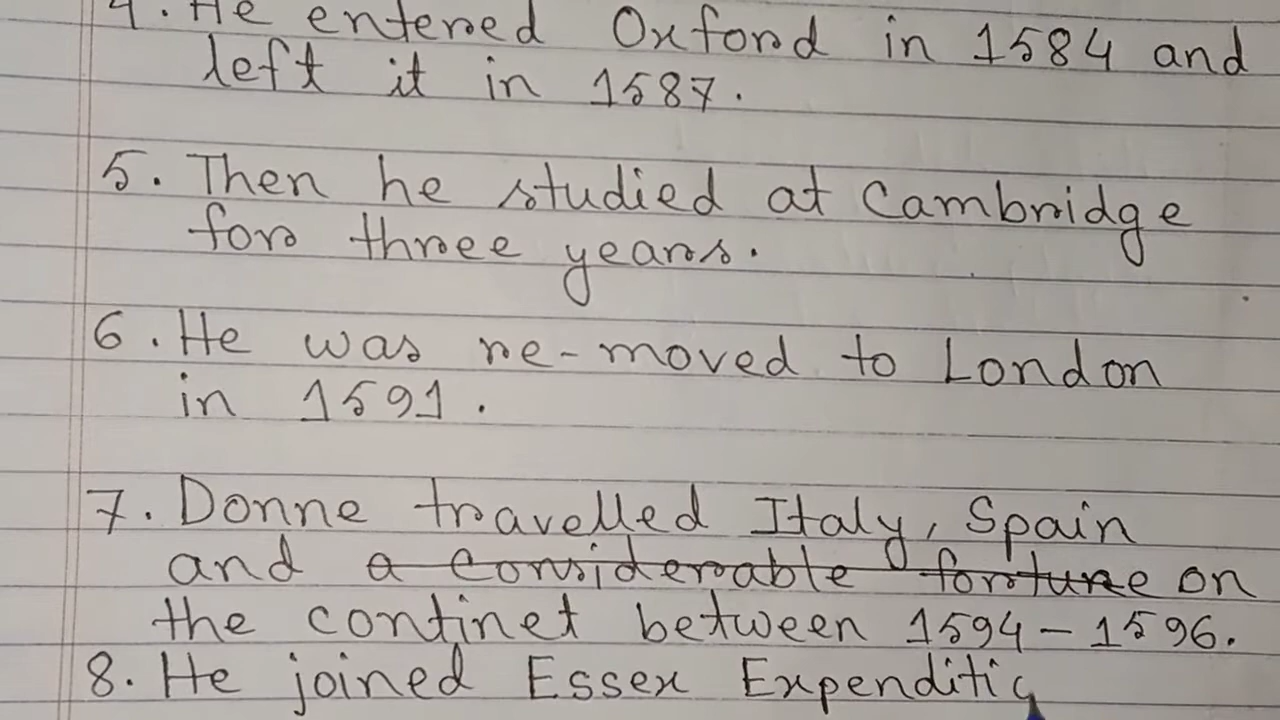 4. He entered Oxford in 1584 and
left it in 1587.
5. Then he studied at Cambridge
for three years.
6. He was re-moved to London
in 1591.
7. Donne travelled Italy, Spain
and a considerable fortune on
the continet between 1594-1596.
8. He joined Essex Expenditio